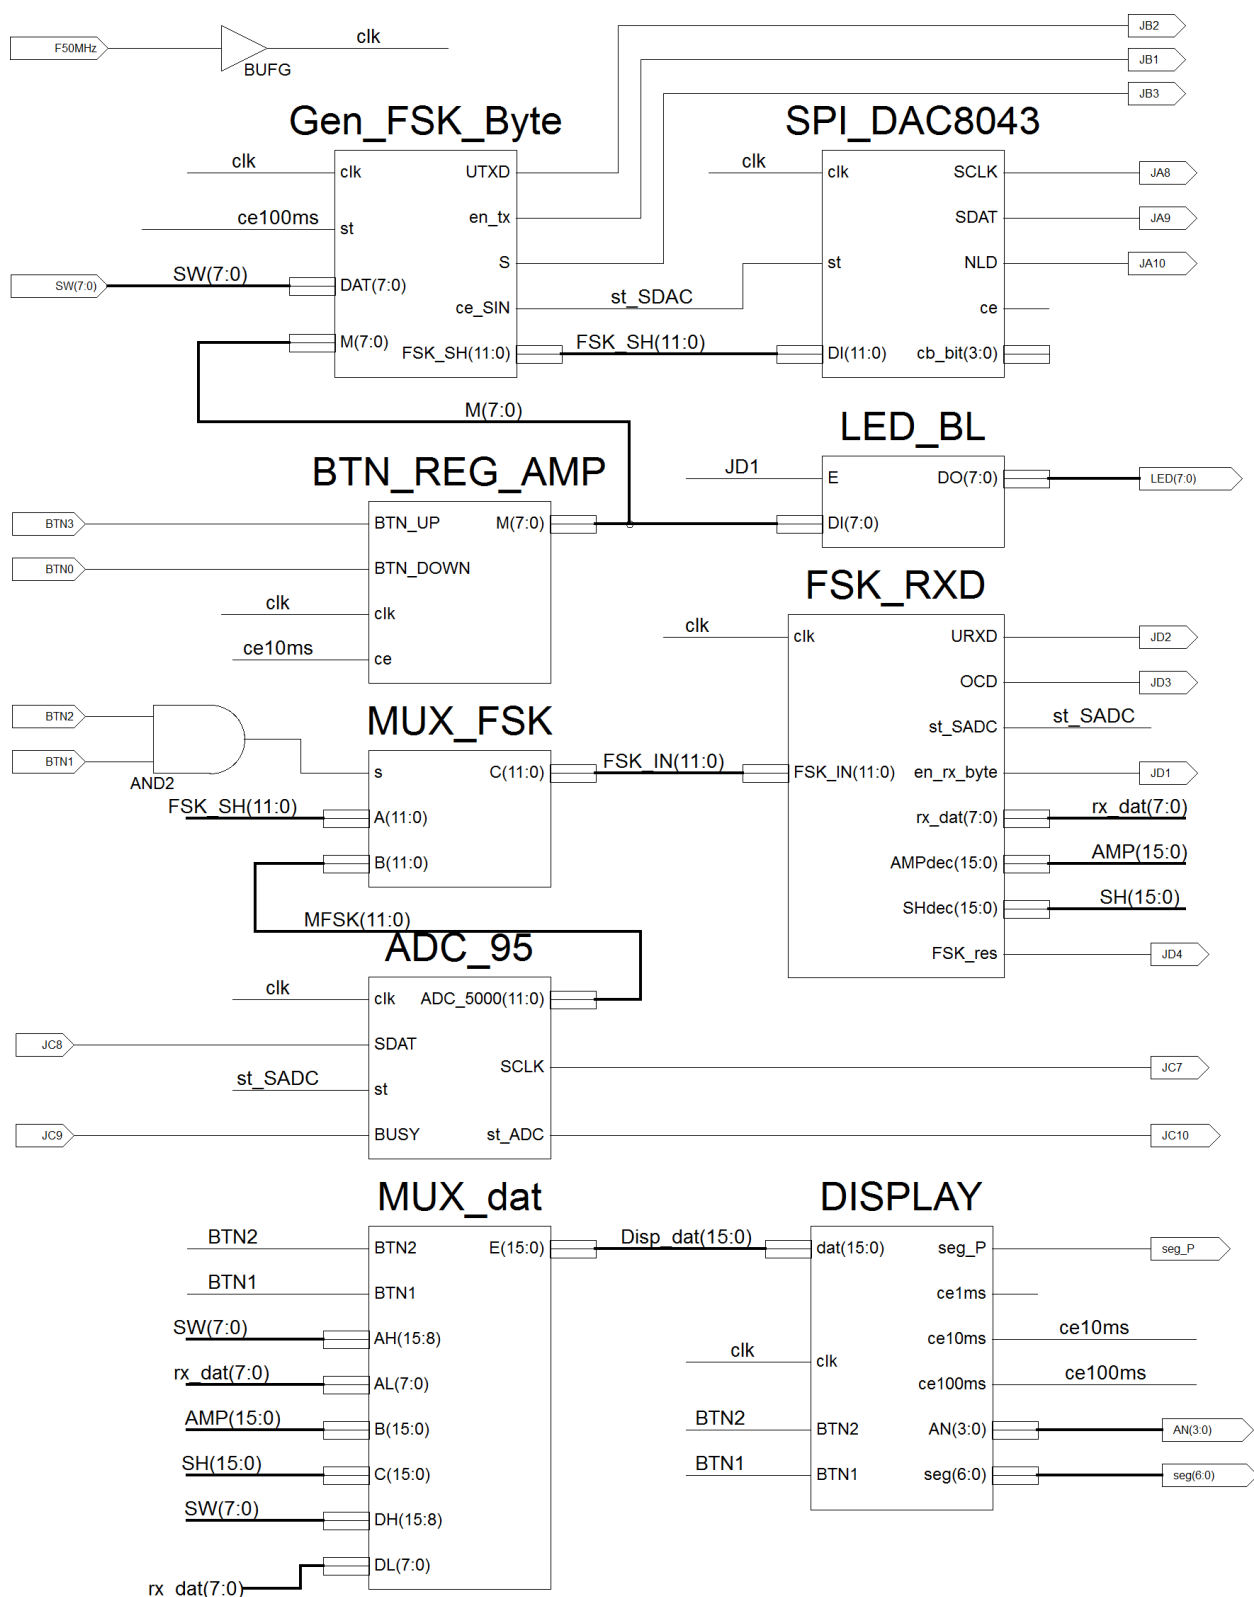 F50MHz
clk
BUFG
JB2
JB1
JB3
Gen_FSK_Byte
SPI_DAC8043
clk
clk
UTXD
clk
clk
SCLK
JA8
ce100ms
st
en_tx
SDAT
JA9
S
st
NLD
JA10
SW(7:0)
SW(7:0)
DAT(7:0)
ce_SIN
st_SDAC
ce
M(7:0)
FSK_SH(11:0)
FSK_SH(11:0)
DI(11:0)
cb_bit(3:0)
M(7:0)
LED_BL
BTN_REG_AMP
JD1
E
DO(7:0)
LED(7:0)
BTN3
BTN_UP
M(7:0)
DI(7:0)
BTN0
BTN_DOWN
FSK_RXD
clk
clk
clk
clk
URXD
JD2
ce10ms
ce
OCD
JD3
BTN2
MUX_FSK
st_SADC
st_SADC
BTN1
AND2
s
C(11:0)
FSK_IN(11:0)
FSK_IN(11:0)
en_rx_byte
JD1
FSK_SH(11:0)
A(11:0)
rx_dat(7:0)
rx_dat(7:0)
B(11:0)
AMPdec(15:0)
AMP(15:0)
MFSK(11:0)
SHdec(15:0)
SH(15:0)
ADC_95
FSK_res
JD4
clk
clk
ADC_5000(11:0)
JC8
SDAT
SCLK
JC7
st_SADC
st
JC9
BUSY
st_ADC
JC10
MUX_dat
DISPLAY
BTN2
BTN2
E(15:0)
Disp_dat(15:0)
dat(15:0)
seg_P
seg_P
BTN1
BTN1
ce1ms
SW(7:0)
AH(15:8)
ce10ms
ce10ms
clk
clk
rx_dat(7:0)
AL(7:0)
ce100ms
ce100ms
AMP(15:0)
B(15:0)
BTN2
BTN2
AN(3:0)
AN(3:0)
SH(15:0)
C(15:0)
BTN1
BTN1
seg(6:0)
seg(6:0)
SW(7:0)
DH(15:8)
DL(7:0)
rx_dat(7:0)